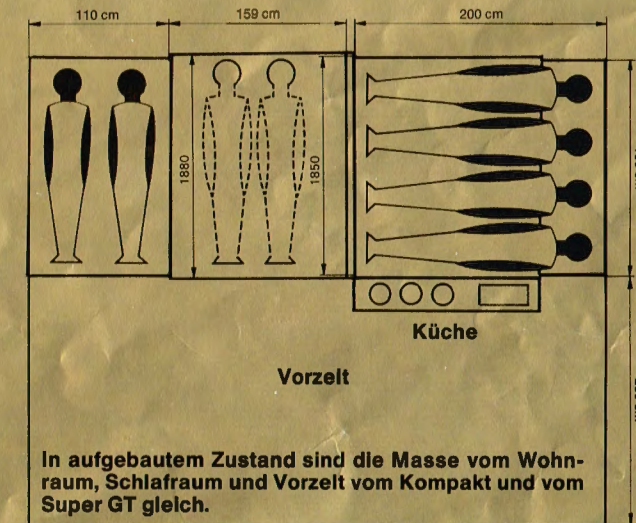 110 cm
159 cm
200 cm
1880
1850
Küche
Vorzelt
In aufgebautem Zustand sind die Masse vom Wohn-
raum, Schlafraum und Vorzelt vom Kompakt und vom
Super GT gleich.